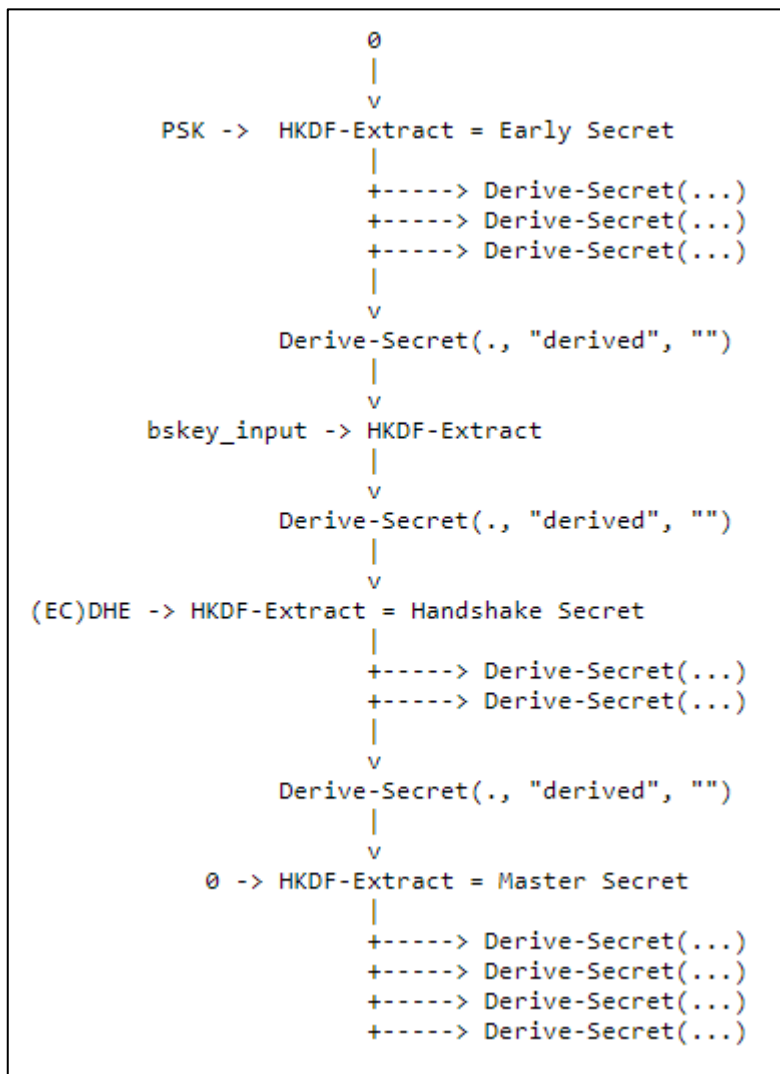 0
|
v
PSK -> HKDF-Extract = Early Secret
|
+-----> Derive-Secret(...)
+-----> Derive-Secret(...)
+-----> Derive-Secret(...)
|
v
Derive-Secret(., "derived", "")
|
v
bskey_input -> HKDF-Extract
|
v
Derive-Secret(., "derived", "")
|
v
(EC)DHE -> HKDF-Extract = Handshake Secret
|
+-----> Derive-Secret(...)
+-----> Derive-Secret(...)
|
v
Derive-Secret(., "derived", "")
|
v
0 -> HKDF-Extract = Master Secret
|
+-----> Derive-Secret(...)
+-----> Derive-Secret(...)
+-----> Derive-Secret(...)
+-----> Derive-Secret(...)